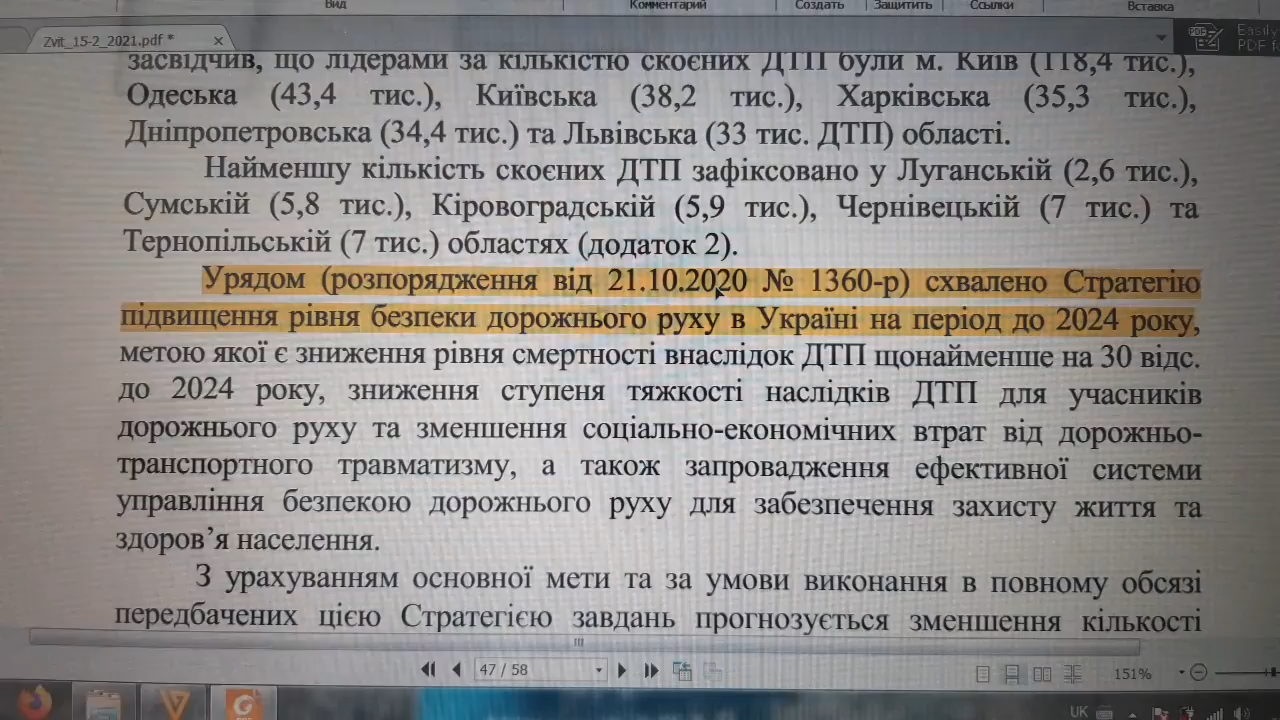 Вид
Комментарий
Создать
Защитить
Ссылки
Вставка
Zvit_15-2_2021.pdf * ×
PDF
Easily
PDF f
засвідчив, що лідерами за кількістю скоєних ДТП були м. Київ (118,4 тис.),
Одеська (43,4 тис.), Київська (38,2 тис.), Харківська (35,3 тис.),
Дніпропетровська (34,4 тис.) та Львівська (33 тис. ДТП) області.
Найменшу кількість скоєних ДТП зафіксовано у Луганській (2,6 тис.),
Сумській (5,8 тис.), Кіровоградській (5,9 тис.), Чернівецькій (7 тис.) та
Тернопільській (7 тис.) областях (додаток 2).
Урядом (розпорядження від 21.10.2020 № 1360-р) схвалено Стратегію
підвищення рівня безпеки дорожнього руху в Україні на період до 2024 року,
метою якої є зниження рівня смертності внаслідок ДТП щонайменше на 30 відс.
до 2024 року, зниження ступеня тяжкості наслідків ДТП для учасників
дорожнього руху та зменшення соціально-економічних втрат від дорожньо-
транспортного травматизму, а також запровадження ефективної системи
управління безпекою дорожнього руху для забезпечення захисту життя та
здоров’я населення.
З урахуванням основної мети та за умови виконання в повному обсязі
передбачених цією Стратегією завдань прогнозується зменшення кількості
47 / 58
151%
UK